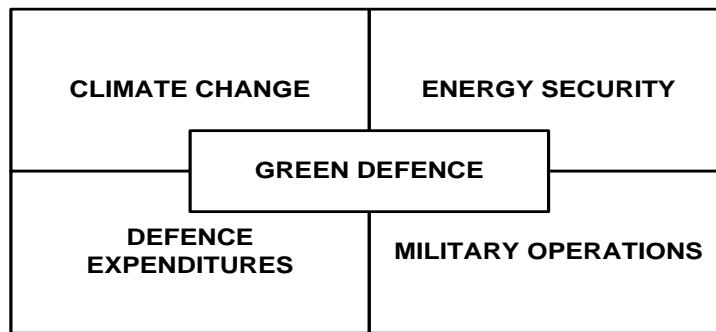 CLIMATE CHANGE
ENERGY SECURITY
GREEN DEFENCE
DEFENCE
EXPENDITURES
MILITARY OPERATIONS